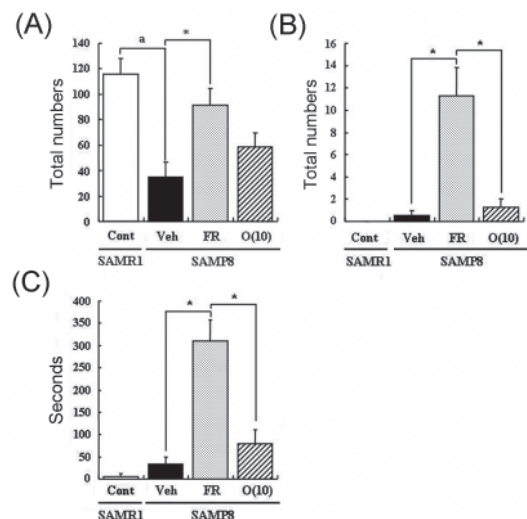 (A)
a
*
Total numbers
140
120
100
80
60
40
20
0
Cont Veh FR O(10)
SAMR1 SAMP8
(B)
*
*
Total numbers
16
14
12
10
8
6
4
2
0
Cont Veh FR O(10)
SAMR1 SAMP8
(C)
*
*
Seconds
400
350
300
250
200
150
100
50
0
Cont Veh FR O(10)
SAMR1 SAMP8